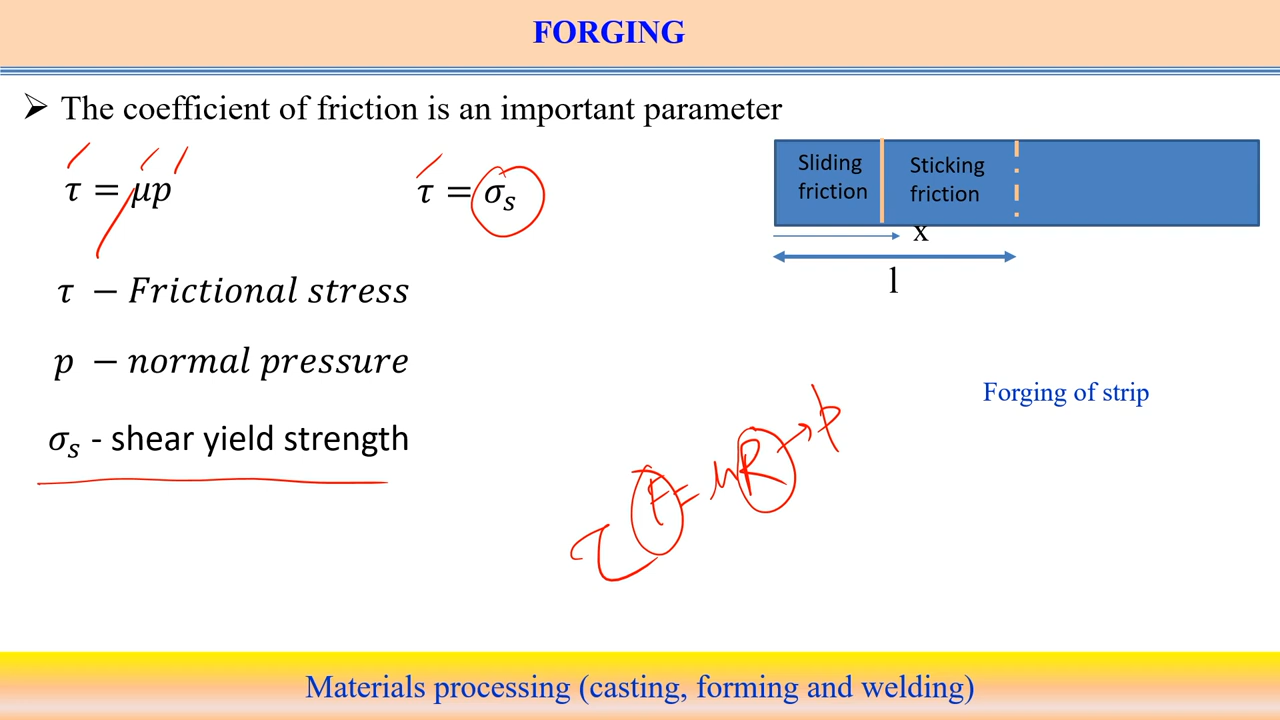 FORGING
➢ The coefficient of friction is an important parameter
τ = μp
τ = σₛ
Sliding friction
Sticking friction
x
l
τ − Frictional stress
p − normal pressure
σₛ - shear yield strength
Forging of strip
τ F = μR → p
Materials processing (casting, forming and welding)